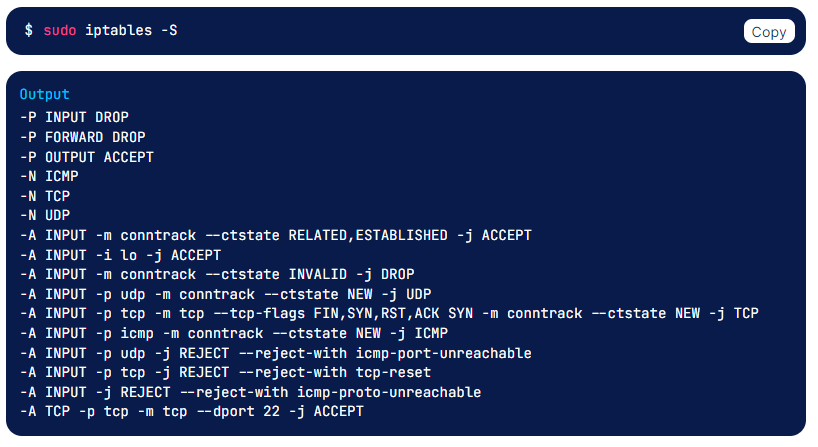 $ sudo iptables -S
Copy
Output
-P INPUT DROP
-P FORWARD DROP
-P OUTPUT ACCEPT
-N ICMP
-N TCP
-N UDP
-A INPUT -m conntrack --ctstate RELATED,ESTABLISHED -j ACCEPT
-A INPUT -i lo -j ACCEPT
-A INPUT -m conntrack --ctstate INVALID -j DROP
-A INPUT -p udp -m conntrack --ctstate NEW -j UDP
-A INPUT -p tcp -m tcp --tcp-flags FIN,SYN,RST,ACK SYN -m conntrack --ctstate NEW -j TCP
-A INPUT -p icmp -m conntrack --ctstate NEW -j ICMP
-A INPUT -p udp -j REJECT --reject-with icmp-port-unreachable
-A INPUT -p tcp -j REJECT --reject-with tcp-reset
-A INPUT -j REJECT --reject-with icmp-proto-unreachable
-A TCP -p tcp -m tcp --dport 22 -j ACCEPT